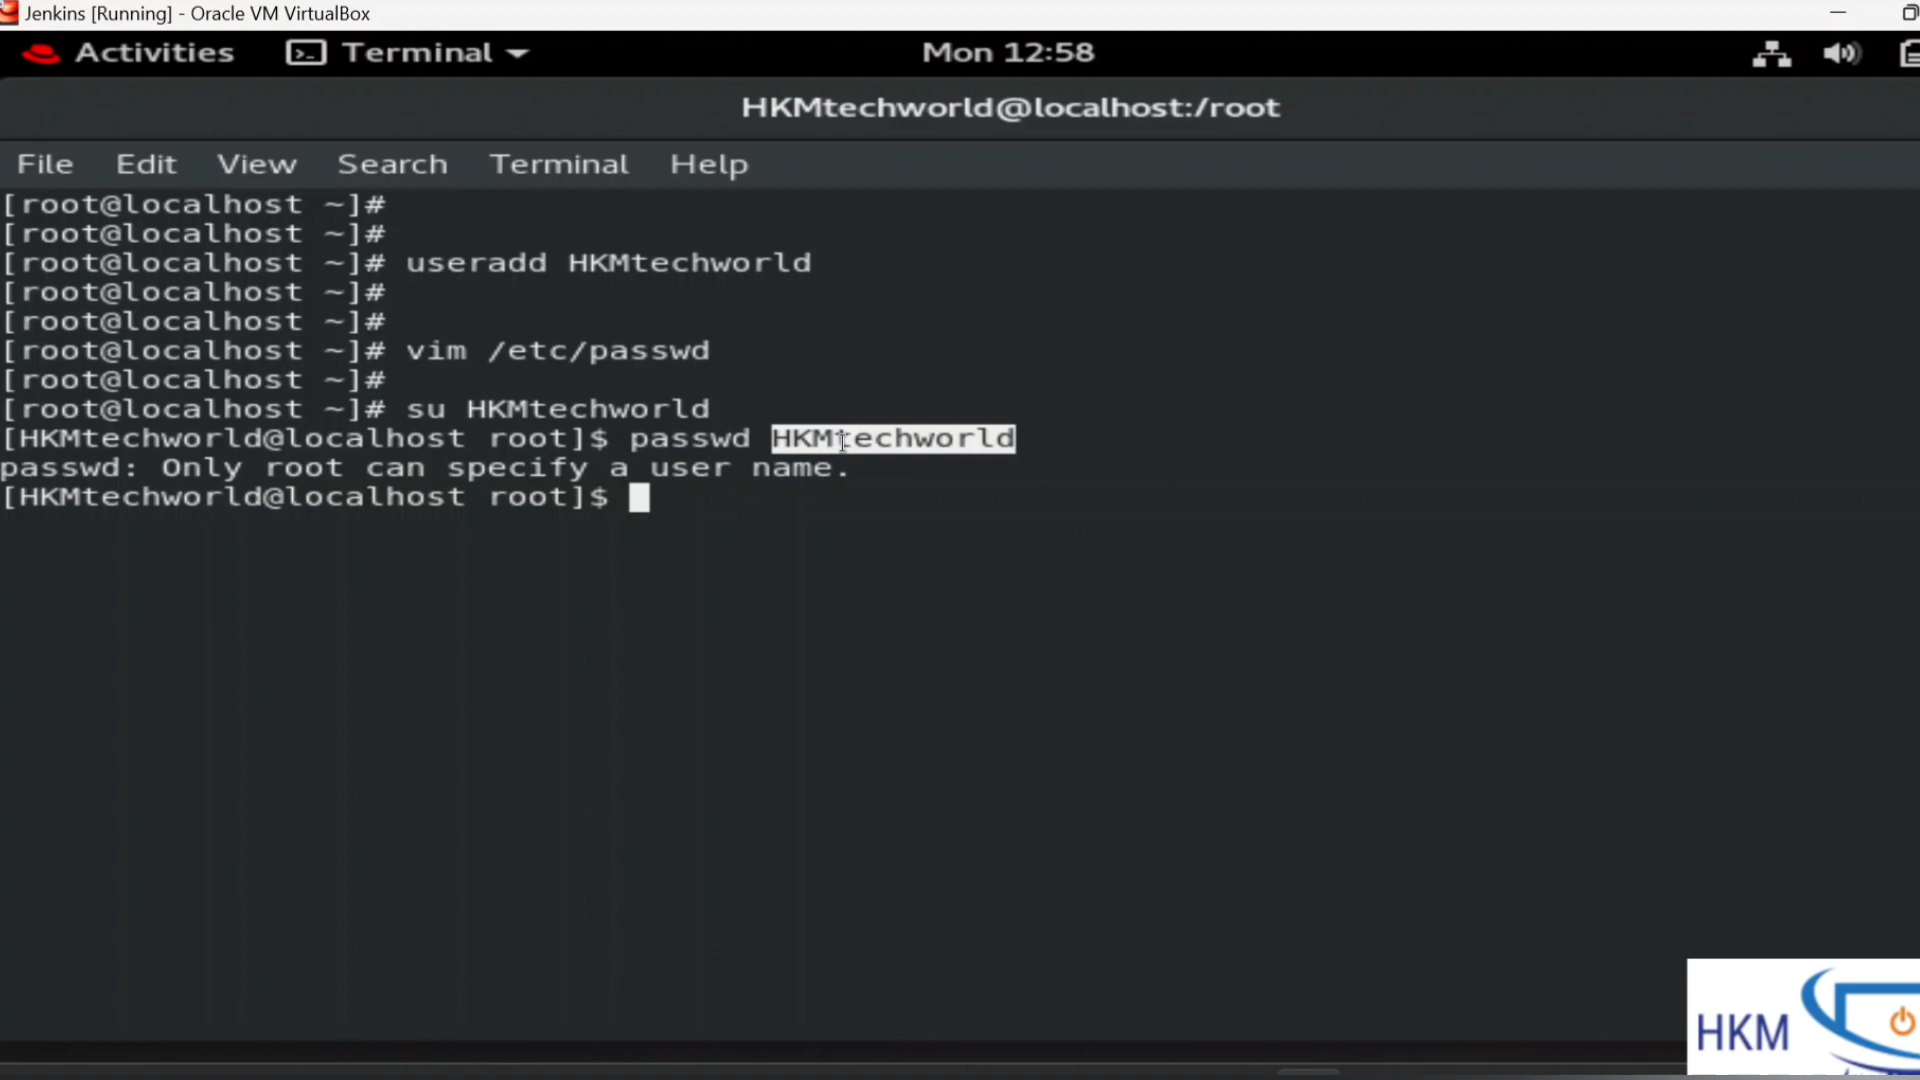 Jenkins [Running] - Oracle VM VirtualBox
Activities Terminal Mon 12:58
HKMtechworld@localhost:/root
File Edit View Search Terminal Help
[root@localhost ~]#
[root@localhost ~]#
[root@localhost ~]# useradd HKMtechworld
[root@localhost ~]#
[root@localhost ~]#
[root@localhost ~]# vim /etc/passwd
[root@localhost ~]#
[root@localhost ~]# su HKMtechworld
[HKMtechworld@localhost root]$ passwd HKMtechworld
passwd: Only root can specify a user name.
[HKMtechworld@localhost root]$
HKM